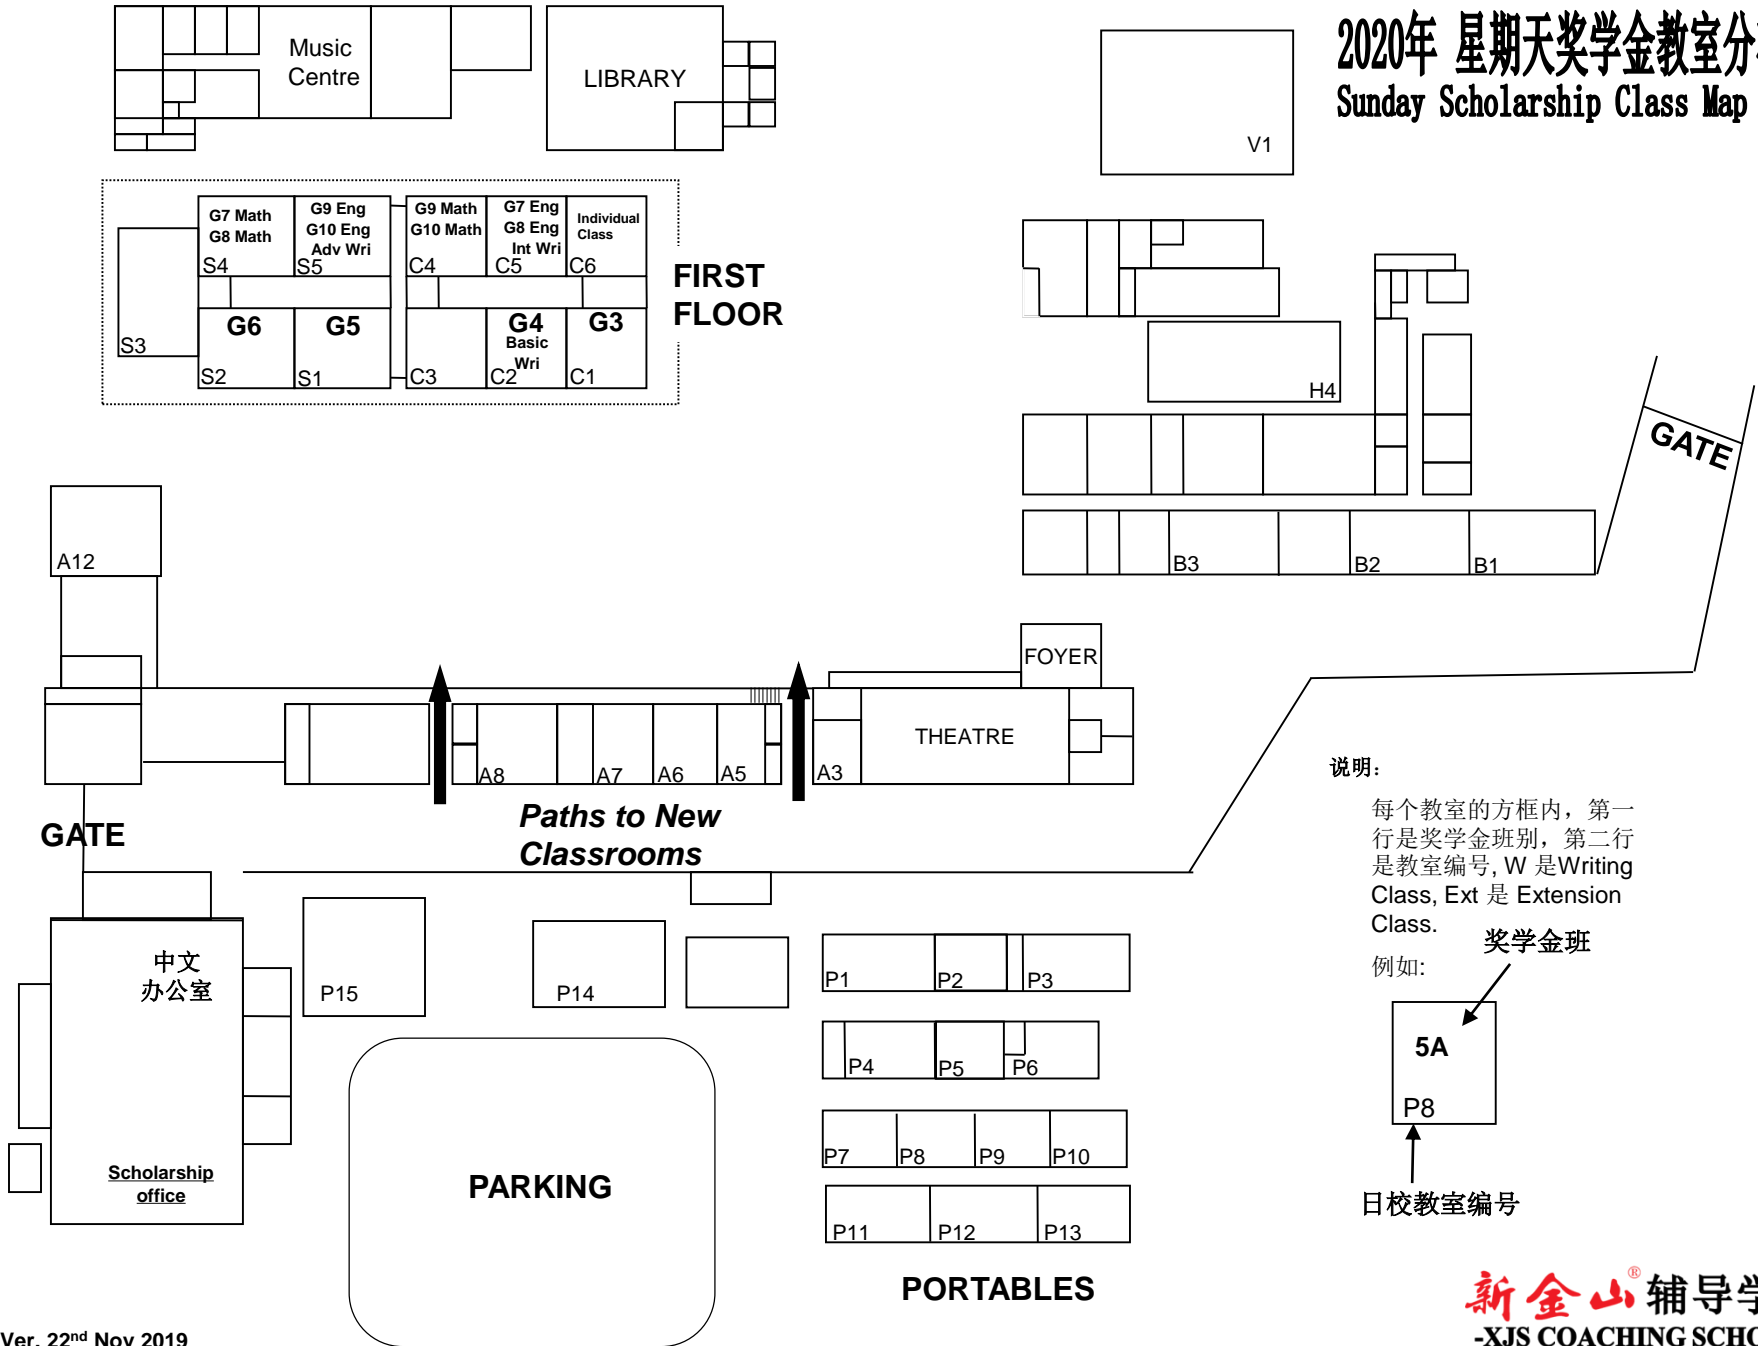 2020年 星期天奖学金教室分
Sunday Scholarship Class Map
Music
Centre
LIBRARY
V1
G7 Math
G8 Math
S4
G9 Eng
G10 Eng
Adv Wri
S5
G9 Math
G10 Math
C4
G7 Eng
G8 Eng
Int Wri
C5
Individual
Class
C6
FIRST
FLOOR
S3
G6
S2
G5
S1
C3
G4
Basic
Wri
C2
G3
C1
H4
GATE
A12
B3
B2
B1
FOYER
THEATRE
A8
A7
A6
A5
A3
Paths to New
Classrooms
GATE
说明:
每个教室的方框内，第一
行是奖学金班别，第二行
是教室编号, W 是Writing
Class, Ext 是 Extension
Class.
例如:
奖学金班
5A
P8
日校教室编号
中文
办公室
Scholarship
office
P15
P14
P1
P2
P3
P4
P5
P6
P7
P8
P9
P10
P11
P12
P13
PARKING
PORTABLES
新金山®辅导学
-XJS COACHING SCHO
Ver. 22nd Nov 2019